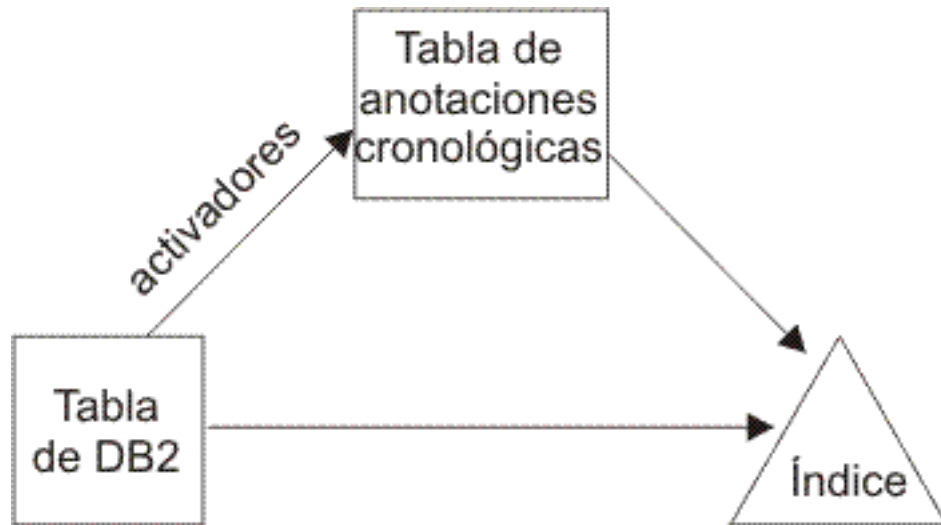 Tabla de
anotaciones
cronológicas
activadores
Tabla
de DB2
Índice